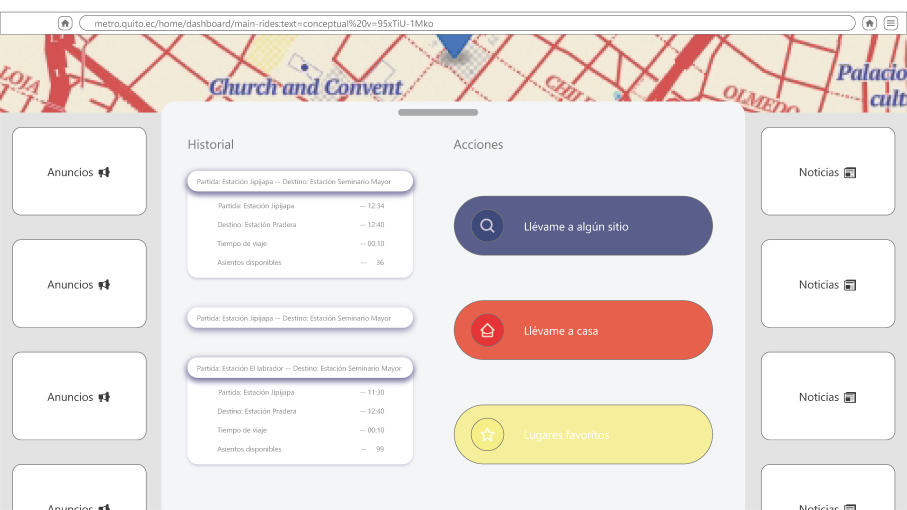 metro.quito.ec/home/dashboard/main-rides:text=conceptual%20v=95xTiU-1Mko
LOJA
Church and Convent
CHIL
OLMEDO
Palacio
cult
Historial
Acciones
Anuncios
Anuncios
Anuncios
Anuncios
Partida: Estación Jipijapa -- Destino: Estación Seminario Mayor
Partida: Estación Jipijapa -- 12:34
Destino: Estación Pradera -- 12:40
Tiempo de viaje -- 00:10
Asientos disponibles -- 36
Partida: Estación Jipijapa -- Destino: Estación Seminario Mayor
Partida: Estación El labrador -- Destino: Estación Seminario Mayor
Partida: Estación Jipijapa -- 11:30
Destino: Estación Pradera -- 12:40
Tiempo de viaje -- 00:10
Asientos disponibles -- 99
Llévame a algún sitio
Llévame a casa
Lugares favoritos
Noticias
Noticias
Noticias
Noticias